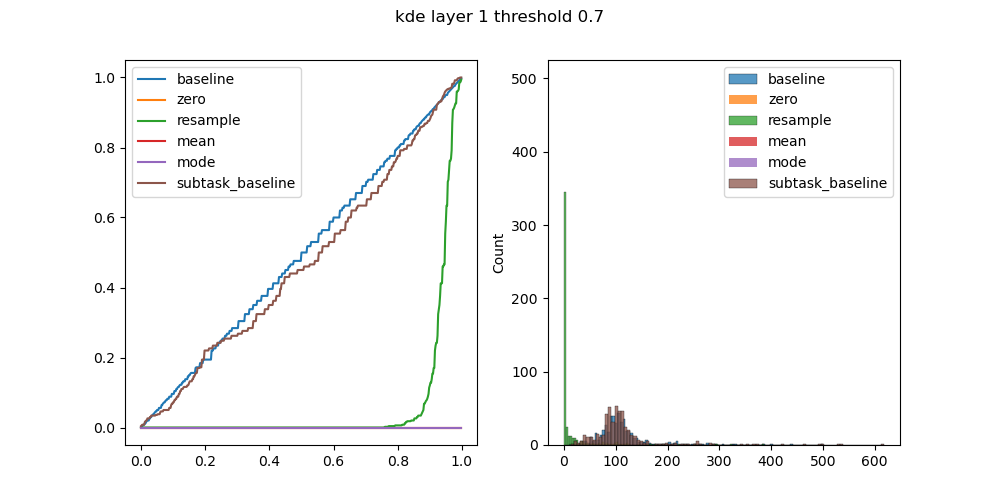 kde layer 1 threshold 0.7
baseline
zero
resample
mean
mode
subtask_baseline
1.0
0.8
0.6
0.4
0.2
0.0
0.0 0.2 0.4 0.6 0.8 1.0
baseline
zero
resample
mean
mode
subtask_baseline
Count
500
400
300
200
100
0
0 100 200 300 400 500 600